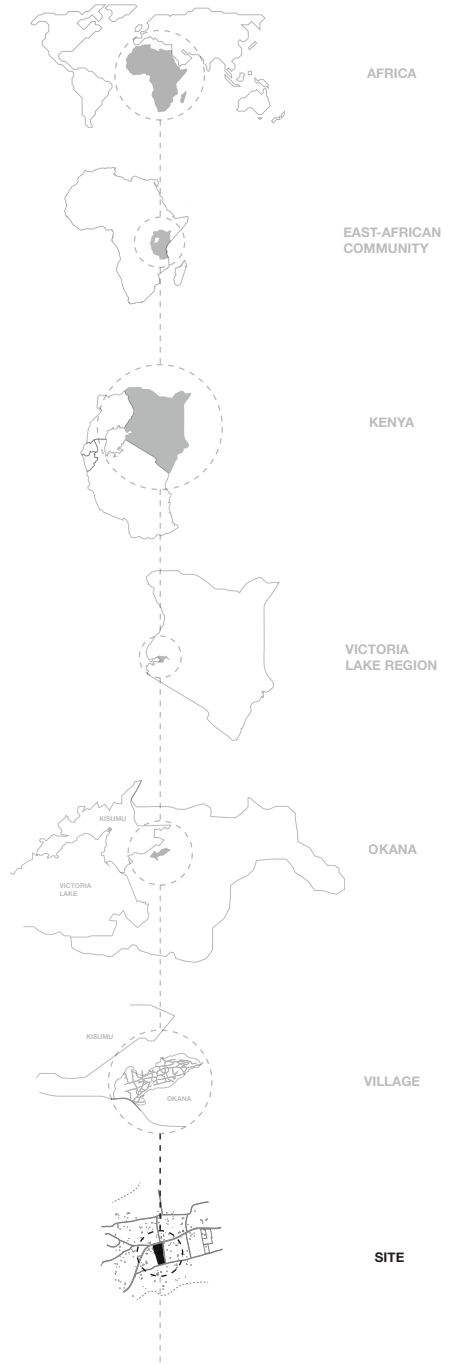 AFRICA
EAST-AFRICAN
COMMUNITY
KENYA
VICTORIA
LAKE REGION
KISUMU
OKANA
VICTORIA
LAKE
KISUMU
VILLAGE
OKANA
SITE